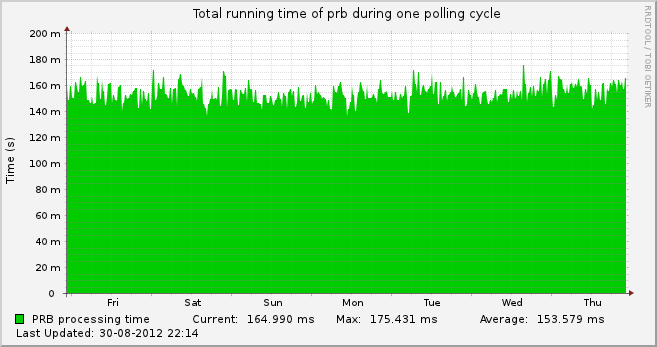 Total running time of prb during one polling cycle
RRDTOOL / TOBI OETIKER
Time (s)
200 m
180 m
160 m
140 m
120 m
100 m
80 m
60 m
40 m
20 m
0
Fri Sat Sun Mon Tue Wed Thu
PRB processing time Current: 164.990 ms Max: 175.431 ms Average: 153.579 ms
Last Updated: 30-08-2012 22:14